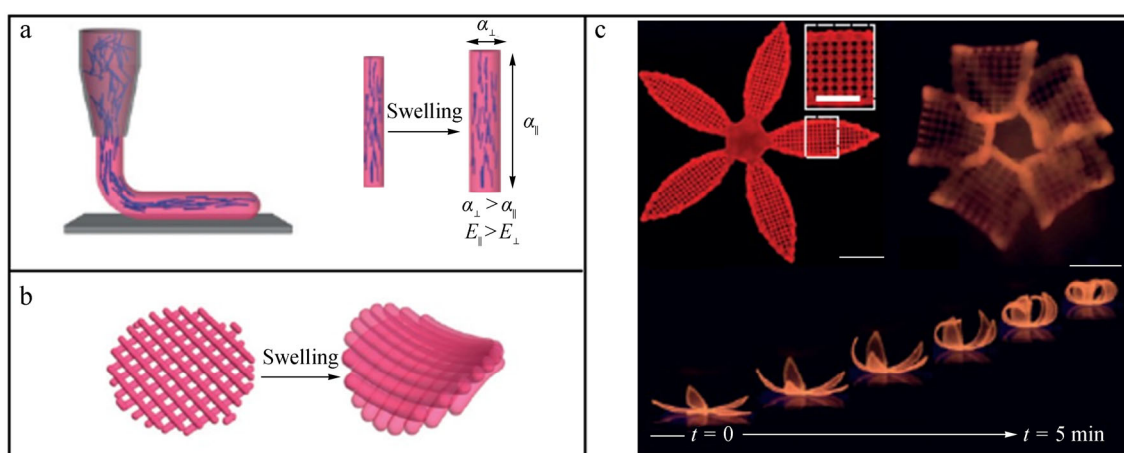 a
Swelling
α⊥
α∥
α⊥ > α∥
E∥ > E⊥
b
Swelling
c
t = 0
t = 5 min